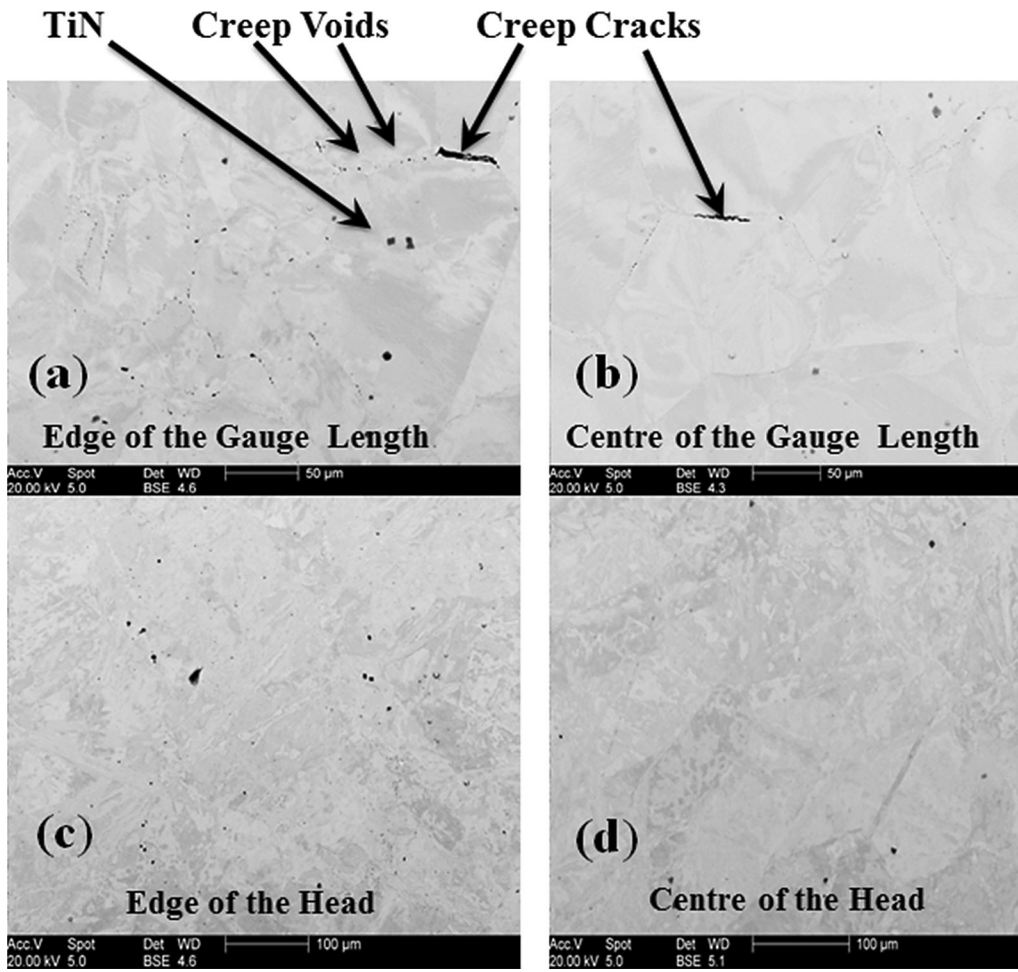 TiN Creep Voids Creep Cracks
(a)
Edge of the Gauge Length
Acc.V Spot Det WD 50 µm
20.00 kV 5.0 BSE 4.6
(b)
Centre of the Gauge Length
Acc.V Spot Det WD 50 µm
20.00 kV 5.0 BSE 4.3
(c)
Edge of the Head
Acc.V Spot Det WD 100 µm
20.00 kV 5.0 BSE 4.6
(d)
Centre of the Head
Acc.V Spot Det WD 100 µm
20.00 kV 5.0 BSE 5.1